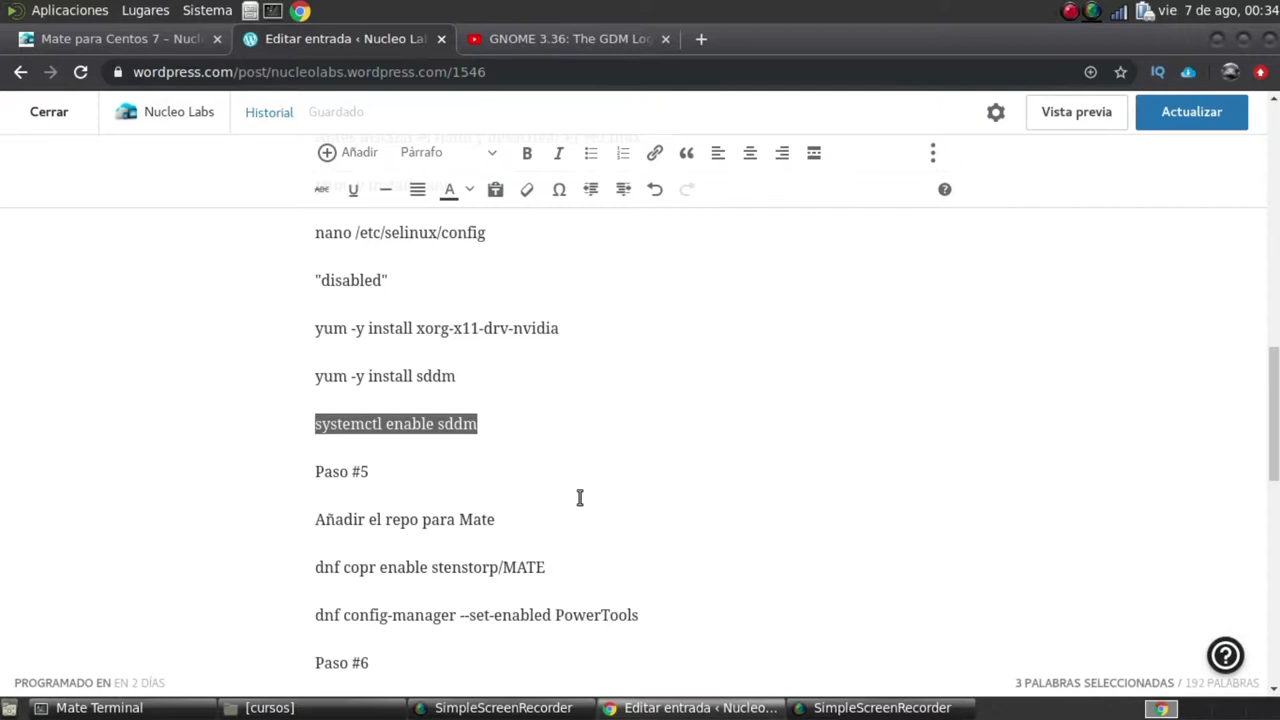 Aplicaciones Lugares Sistema vie 7 de ago, 00:34
Mate para Centos 7 – Nucl
Editar entrada ‹ Nucleo La
GNOME 3.36: The GDM Lo
wordpress.com/post/nucleolabs.wordpress.com/1546 IQ
Cerrar Nucleo Labs Historial Guardado Vista previa Actualizar
Añadir Párrafo B I
ABC U A
nano /etc/selinux/config
"disabled"
yum -y install xorg-x11-drv-nvidia
yum -y install sddm
systemctl enable sddm
Paso #5
Añadir el repo para Mate
dnf copr enable stenstorp/MATE
dnf config-manager --set-enabled PowerTools
Paso #6
PROGRAMADO EN EN 2 DÍAS 3 PALABRAS SELECCIONADAS / 192 PALABRAS
Mate Terminal [cursos] SimpleScreenRecorder Editar entrada ‹ Nucleo... SimpleScreenRecorder